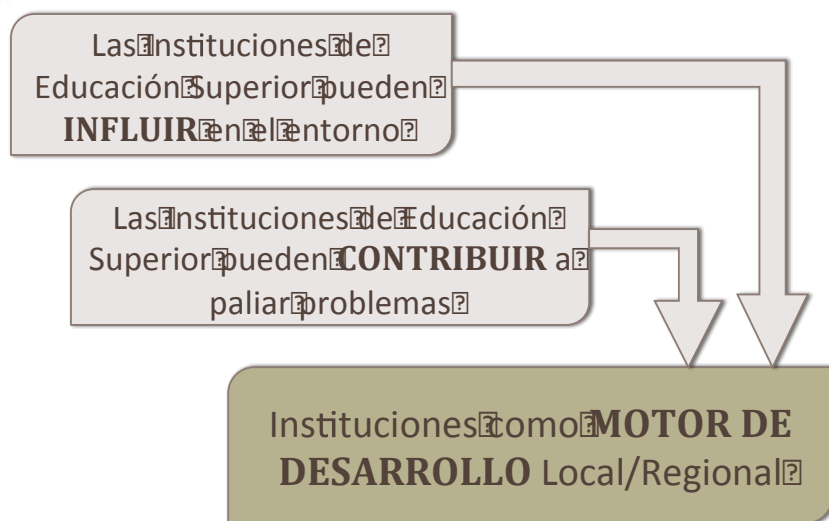 Las Instituciones de
Educación Superior pueden
INFLUIR en el entorno
Las Instituciones de Educación
Superior pueden CONTRIBUIR a
paliar problemas
Instituciones como MOTOR DE
DESARROLLO Local/Regional